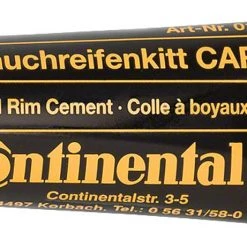 Art-Nr. 0
uchreifenkitt CAR
Rim Cement · Colle à boyaux
Continental
Continentalstr. 3-5
4497 Korbach, Tel.: 0 56 31/58-0